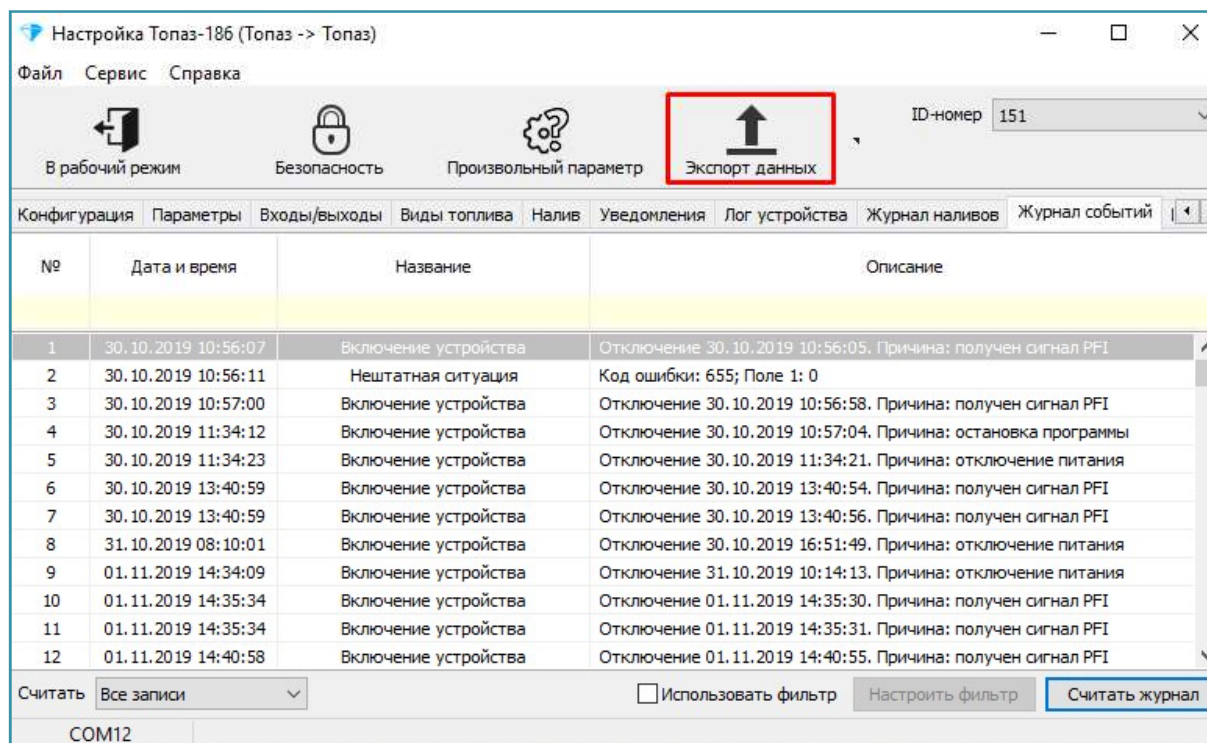 Настройка Топаз-186 (Топаз -> Топаз)
Файл Сервис Справка
ID-номер 151
В рабочий режим Безопасность Произвольный параметр Экспорт данных
Конфигурация Параметры Входы/выходы Виды топлива Налив Уведомления Лог устройства Журнал наливов Журнал событий
№ Дата и время Название Описание
1 30.10.2019 10:56:07 Включение устройства Отключение 30.10.2019 10:56:05. Причина: получен сигнал PFI
2 30.10.2019 10:56:11 Нештатная ситуация Код ошибки: 655; Поле 1: 0
3 30.10.2019 10:57:00 Включение устройства Отключение 30.10.2019 10:56:58. Причина: получен сигнал PFI
4 30.10.2019 11:34:12 Включение устройства Отключение 30.10.2019 10:57:04. Причина: остановка программы
5 30.10.2019 11:34:23 Включение устройства Отключение 30.10.2019 11:34:21. Причина: отключение питания
6 30.10.2019 13:40:59 Включение устройства Отключение 30.10.2019 13:40:54. Причина: получен сигнал PFI
7 30.10.2019 13:40:59 Включение устройства Отключение 30.10.2019 13:40:56. Причина: получен сигнал PFI
8 31.10.2019 08:10:01 Включение устройства Отключение 30.10.2019 16:51:49. Причина: отключение питания
9 01.11.2019 14:34:09 Включение устройства Отключение 31.10.2019 10:14:13. Причина: отключение питания
10 01.11.2019 14:35:34 Включение устройства Отключение 01.11.2019 14:35:30. Причина: получен сигнал PFI
11 01.11.2019 14:35:34 Включение устройства Отключение 01.11.2019 14:35:31. Причина: получен сигнал PFI
12 01.11.2019 14:40:58 Включение устройства Отключение 01.11.2019 14:40:55. Причина: получен сигнал PFI
Считать Все записи Использовать фильтр Настроить фильтр Считать журнал
COM12